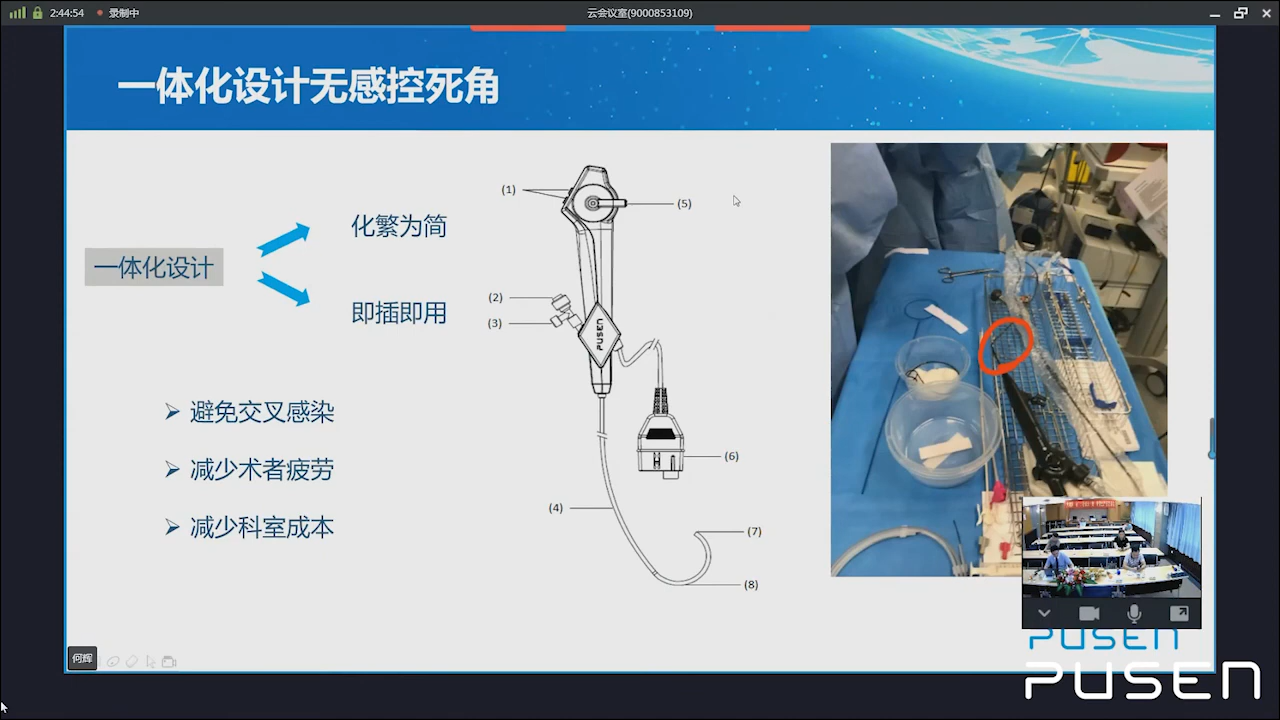 2:44:54
录制中
云会议室(9000853109)
一体化设计无感控死角
一体化设计
化繁为简
即插即用
避免交叉感染
减少术者疲劳
减少科室成本
(1)
(5)
(2)
(3)
PUSEN
(6)
(4)
(7)
(8)
何辉
PUSEN
PUSEN